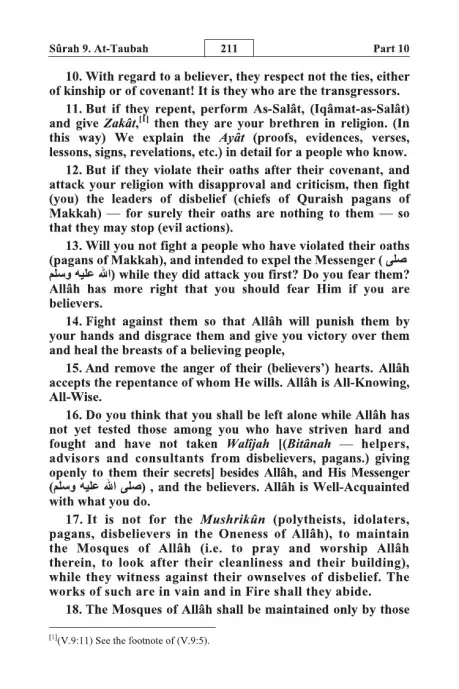 Sûrah 9. At-Taubah 211 Part 10
10. With regard to a believer, they respect not the ties, either
of kinship or of covenant! It is they who are the transgressors.
11. But if they repent, perform As-Salât, (Iqâmat-as-Salât)
and give Zakât,[1] then they are your brethren in religion. (In
this way) We explain the Ayât (proofs, evidences, verses,
lessons, signs, revelations, etc.) in detail for a people who know.
12. But if they violate their oaths after their covenant, and
attack your religion with disapproval and criticism, then fight
(you) the leaders of disbelief (chiefs of Quraish pagans of
Makkah) — for surely their oaths are nothing to them — so
that they may stop (evil actions).
13. Will you not fight a people who have violated their oaths
(pagans of Makkah), and intended to expel the Messenger ( صلى
الله عليه وسلم) while they did attack you first? Do you fear them?
Allâh has more right that you should fear Him if you are
believers.
14. Fight against them so that Allâh will punish them by
your hands and disgrace them and give you victory over them
and heal the breasts of a believing people,
15. And remove the anger of their (believers’) hearts. Allâh
accepts the repentance of whom He wills. Allâh is All-Knowing,
All-Wise.
16. Do you think that you shall be left alone while Allâh has
not yet tested those among you who have striven hard and
fought and have not taken Walîjah [(Bitânah — helpers,
advisors and consultants from disbelievers, pagans.) giving
openly to them their secrets] besides Allâh, and His Messenger
(صلى الله عليه وسلم) , and the believers. Allâh is Well-Acquainted
with what you do.
17. It is not for the Mushrikûn (polytheists, idolaters,
pagans, disbelievers in the Oneness of Allâh), to maintain
the Mosques of Allâh (i.e. to pray and worship Allâh
therein, to look after their cleanliness and their building),
while they witness against their ownselves of disbelief. The
works of such are in vain and in Fire shall they abide.
18. The Mosques of Allâh shall be maintained only by those
[1](V.9:11) See the footnote of (V.9:5).